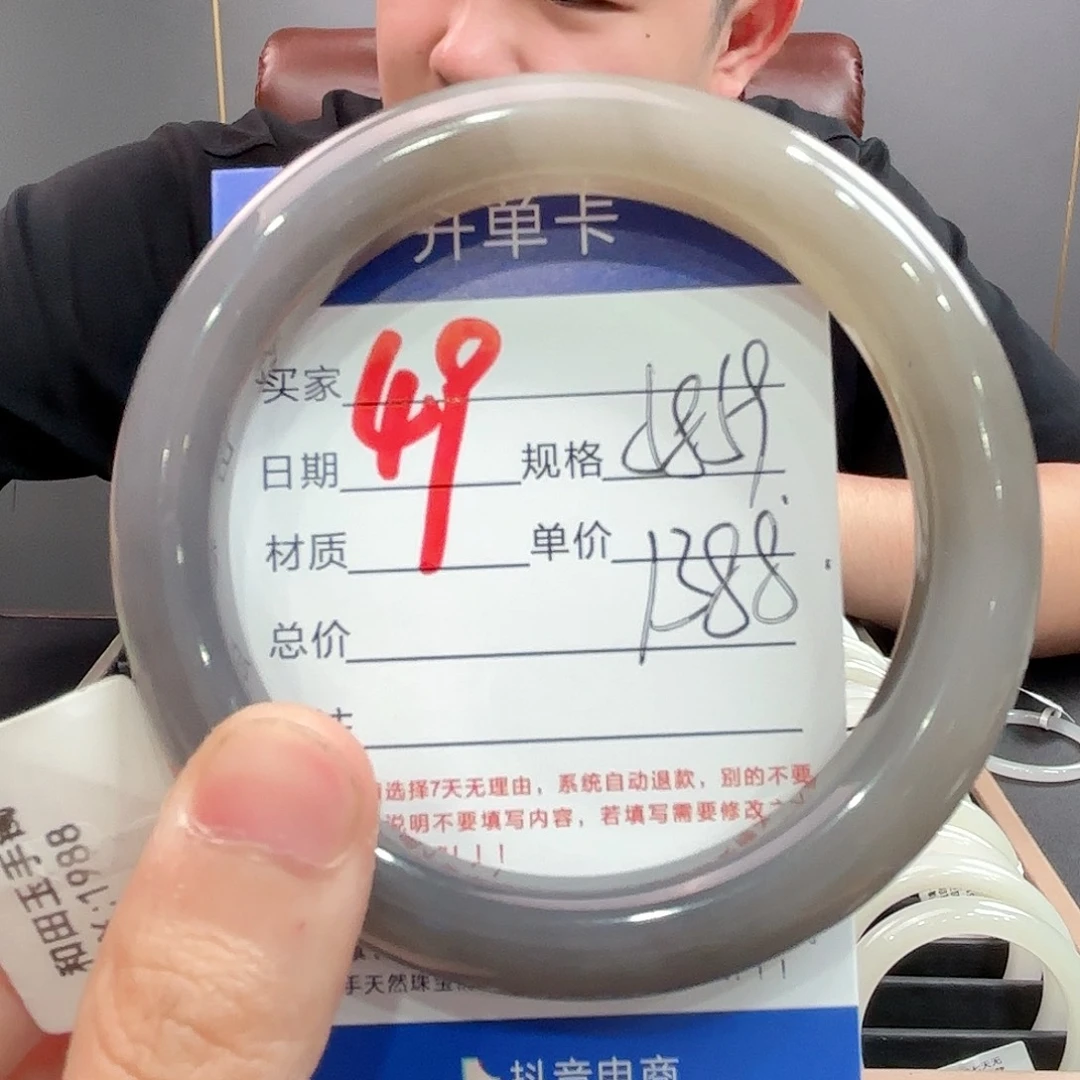 开单卡
买家
49
日期 规格
材质 单价 1388
总价
选择7天无理由，系统自动退款，别的不要
说明不要填写内容，若填写需要修改
！！！
手天然珠宝
！！
抖音电商
和田玉手镯
:1988